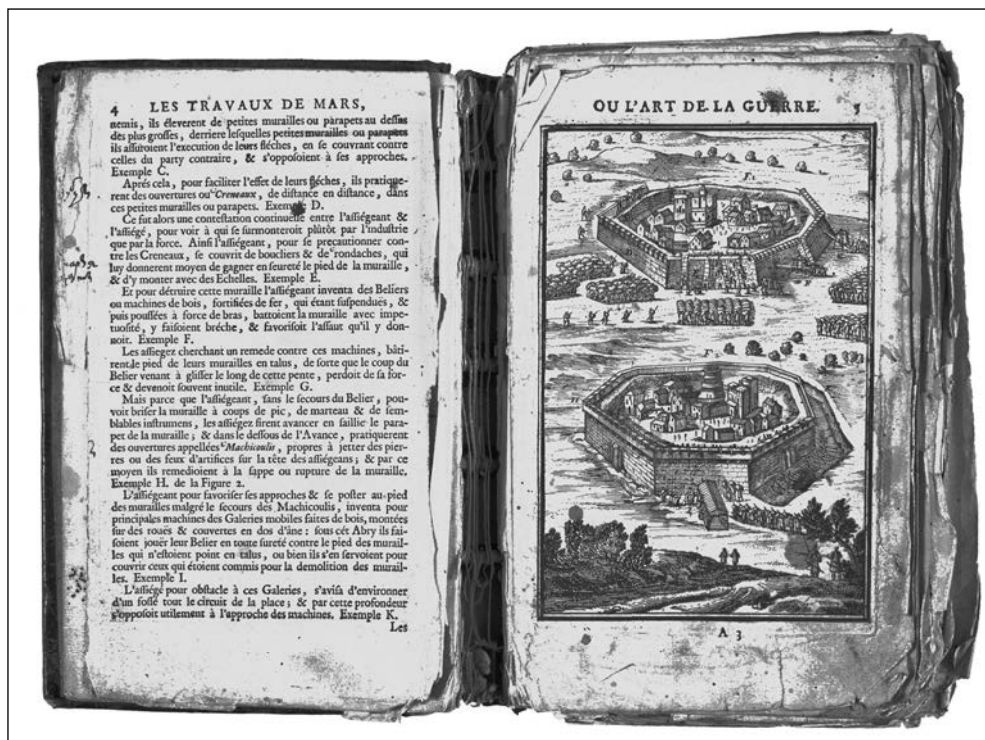 4 LES TRAVAUX DE MARS,
nemis, ils éleverent de petites murailles ou parapets au dessus
des plus grosses, derriere lesquelles petites murailles ou parapets
ils assuroient l'execution de leurs fléches, en se couvrant contre
celles du party contraire, & s'opposoient à ses approches.
Exemple C.
Aprés cela, pour faciliter l'effet de leurs fléches, ils pratique-
rent des ouvertures ou Creneaux, de distance en distance, dans
ces petites murailles ou parapets. Exemple D.
Ce fut alors une contestation continuelle entre l'assiégeant &
l'assiégé, pour voir à qui se surmonteroit plûtôt par l'industrie
que par la force. Ainsi l'assiégeant, pour se precautionner con-
tre les Creneaux, se couvrit de boucliers & de rondaches, qui
luy donnerent moyen de gagner en seureté le pied de la muraille,
& d'y monter avec des Echelles. Exemple E.
Et pour détruire cette muraille l'assiégeant inventa des Beliers
ou machines de bois, fortifiées de fer, qui étant suspenduës, &
puis poussées à force de bras, battoient la muraille avec impe-
tuosité, y faisoient bréche, & favorisoit l'assaut qu'il y don-
noit. Exemple F.
Les assiegez cherchant un remede contre ces machines, bâti-
rent le pied de leurs murailles en talus, de sorte que le coup du
Belier venant à glisser le long de cette pente, perdoit de sa for-
ce & devenoit souvent inutile. Exemple G.
Mais parce que l'assiégeant, sans le secours du Belier, pou-
voit briser la muraille à coups de pic, de marteau & de sem-
blables instrumens, les assiégez firent avancer en saillie le para-
pet de la muraille; & dans le dessous de l'Avance, pratiquerent
des ouvertures appellées Machicoulis, propres à jetter des pier-
res ou des feux d'artifices sur la tête des assiégeans; & par ce
moyen ils remedioient à la sappe ou rupture de la muraille.
Exemple H. de la Figure 2.
L'assiégeant pour favoriser ses approches & se poster au pied
des murailles malgré le secours des Machicoulis, inventa pour
principales machines des Galeries mobiles faites de bois, montées
sur des rouës & couvertes en dos d'âne: sous cét Abry ils fai-
soient joüer leur Belier en toute sureté contre le pied des murail-
les qui n'estoient point en talus, ou bien ils s'en servoient pour
couvrir ceux qui étoient commis pour la demolition des murail-
les. Exemple I.
L'assiégé pour obstacle à ces Galeries, s'avisa d'environner
d'un fossé tout le circuit de la place; & par cette profondeur
s'opposoit utilement à l'approche des machines. Exemple K.
Les
OU L'ART DE LA GUERRE. 5
A 3